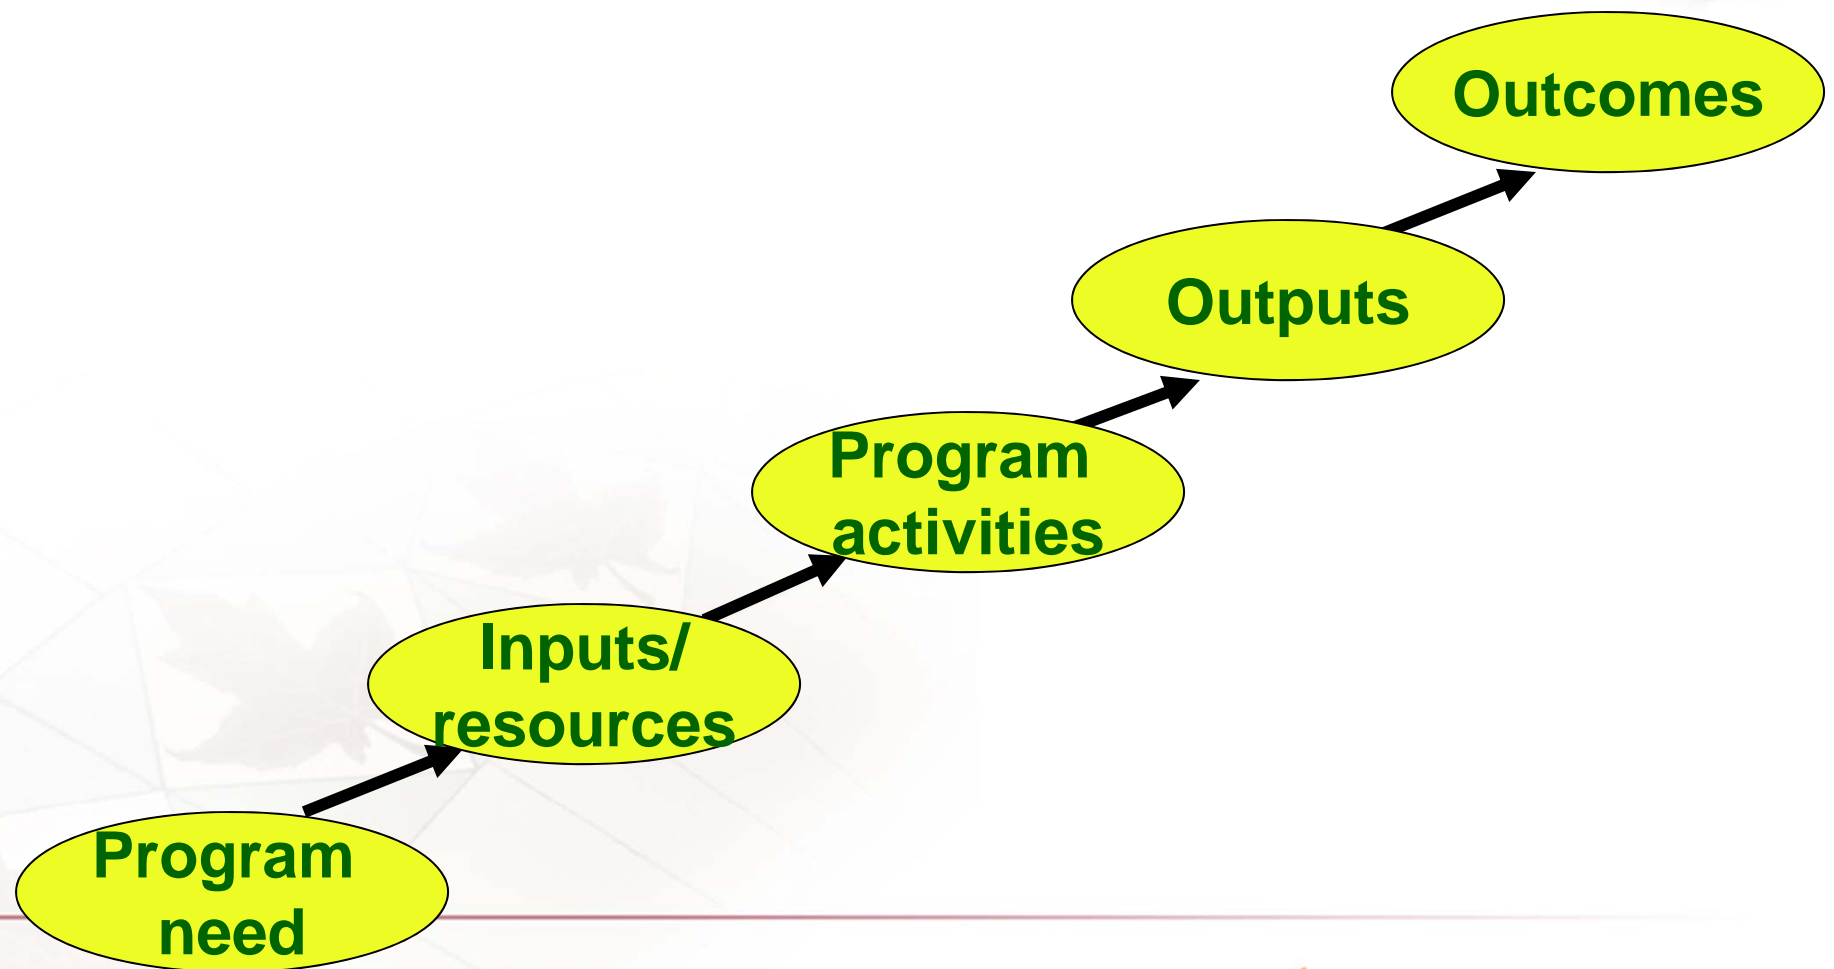 Outcomes
Outputs
Program
activities
Inputs/
resources
Program
need